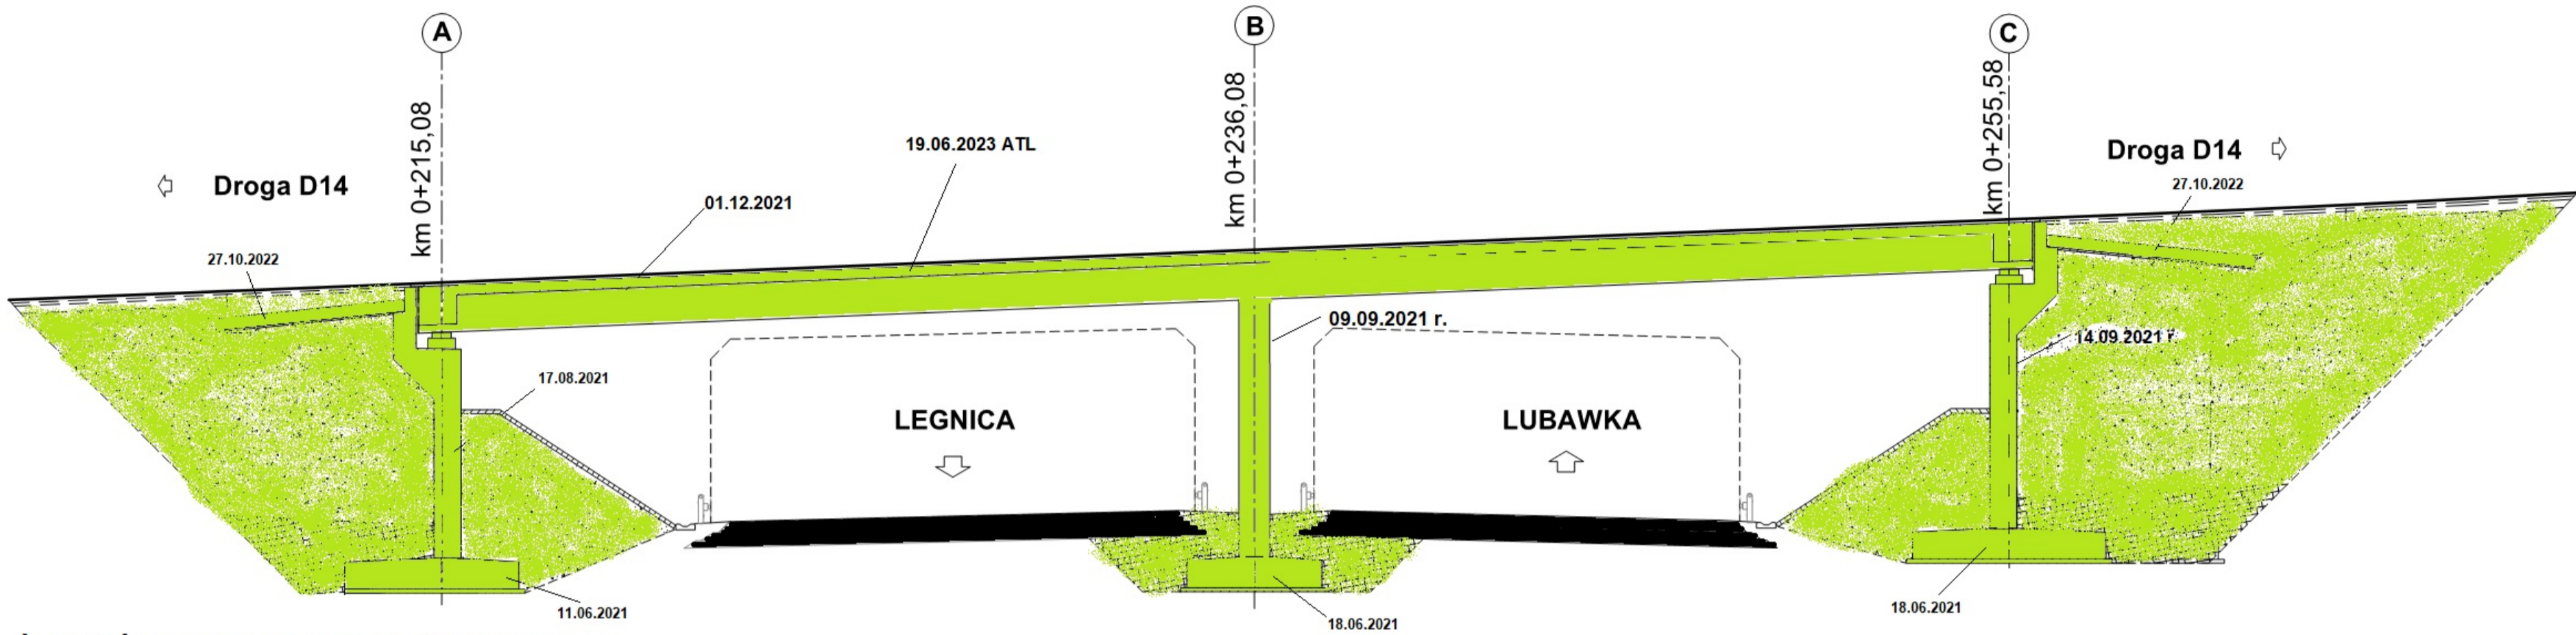 A
B
C
km 0+215,08
km 0+236,08
km 0+255,58
19.06.2023 ATL
Droga D14
Droga D14
27.10.2022
01.12.2021
27.10.2022
09.09.2021 r.
14.09.2021 r
17.08.2021
LEGNICA
LUBAWKA
11.06.2021
18.06.2021
18.06.2021